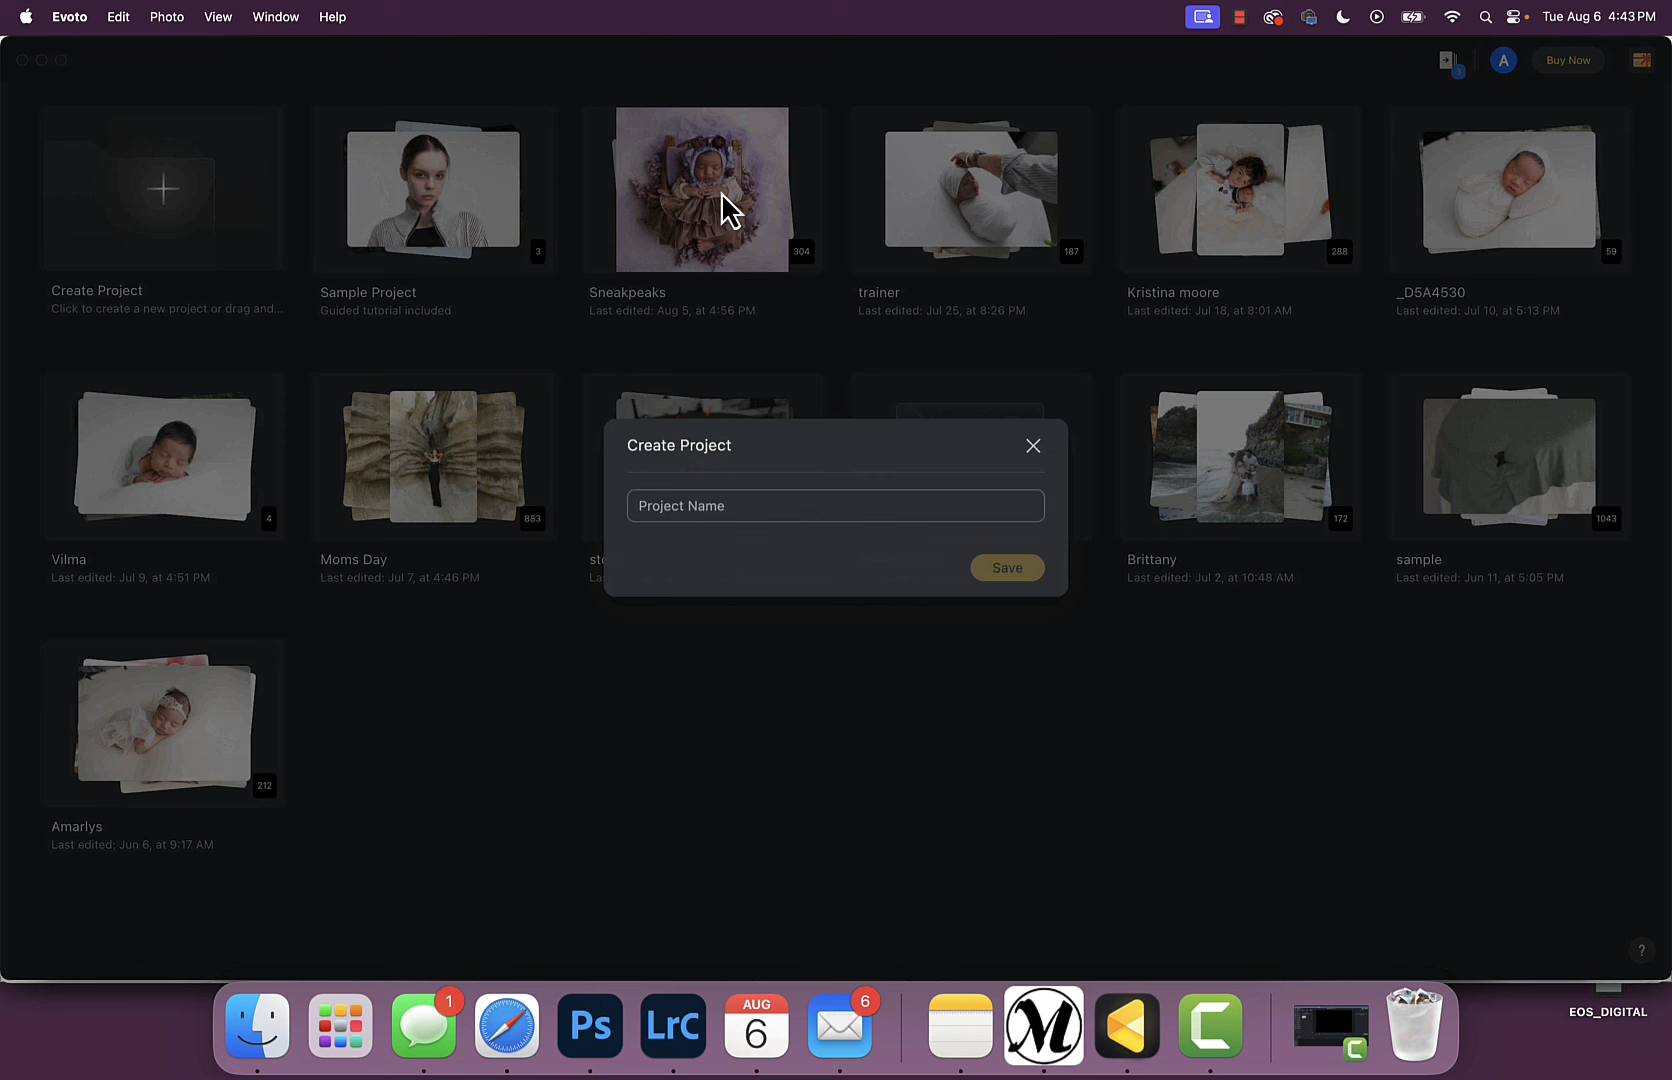 Evoto Edit Photo View Window Help
Tue Aug 6 4:43 PM
3
A
Buy Now
3
304
187
288
59
Create Project
Click to create a new project or drag and...
Sample Project
Guided tutorial included
Sneakpeaks
Last edited: Aug 5, at 4:56 PM
trainer
Last edited: Jul 25, at 8:26 PM
Kristina moore
Last edited: Jul 18, at 8:01 AM
_D5A4530
Last edited: Jul 10, at 5:13 PM
4
883
172
1043
Vilma
Last edited: Jul 9, at 4:51 PM
Moms Day
Last edited: Jul 7, at 4:46 PM
Create Project
Project Name
Save
Brittany
Last edited: Jul 2, at 10:48 AM
sample
Last edited: Jun 11, at 5:05 PM
212
Amarlys
Last edited: Jun 6, at 9:17 AM
?
1
Ps
LrC
AUG
6
6
M
C
EOS_DIGITAL